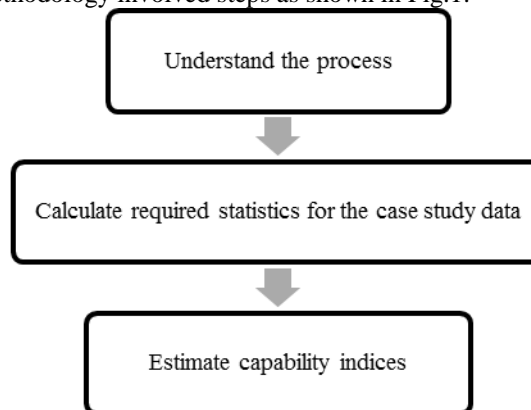 methodology involved steps as shown in Fig.1.
Understand the process
Calculate required statistics for the case study data
Estimate capability indices